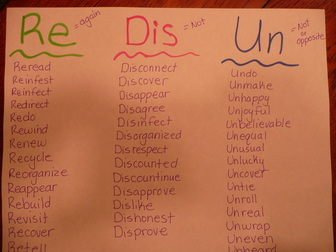 Re =again
Reread
Reinfest
Reinfect
Redirect
Redo
Rewind
Renew
Recycle
Reorganize
Reappear
Rebuild
Revisit
Recover
Retell
Dis =Not
Disconnect
Discover
Disappear
Disagree
Disinfect
Disorganized
Disrespect
Discounted
Discountinue
Disapprove
Dislike
Dishonest
Disprove
Un =Not
or
opposite
Undo
Unmake
Unhappy
Unjoyful
Unbelievable
Unequal
Unusual
Unlucky
Uncover
Untie
Unroll
Unreal
Unwrap
Uneven
Unheard